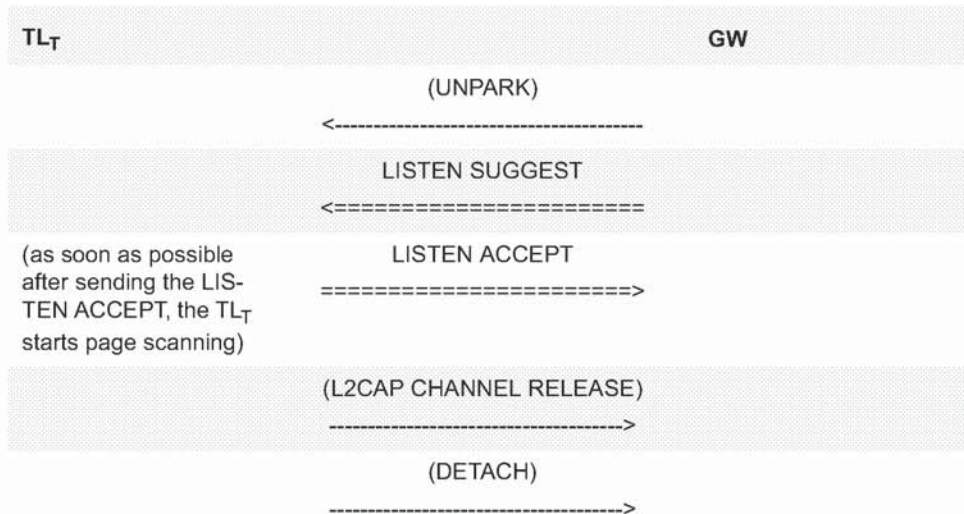 TLT GW
(UNPARK)
<----------------------------------------
LISTEN SUGGEST
<=======================
(as soon as possible LISTEN ACCEPT
after sending the LIS-
=======================>
TEN ACCEPT, the TLT
starts page scanning)
(L2CAP CHANNEL RELEASE)
-------------------------------------->
(DETACH)
-------------------------------------->